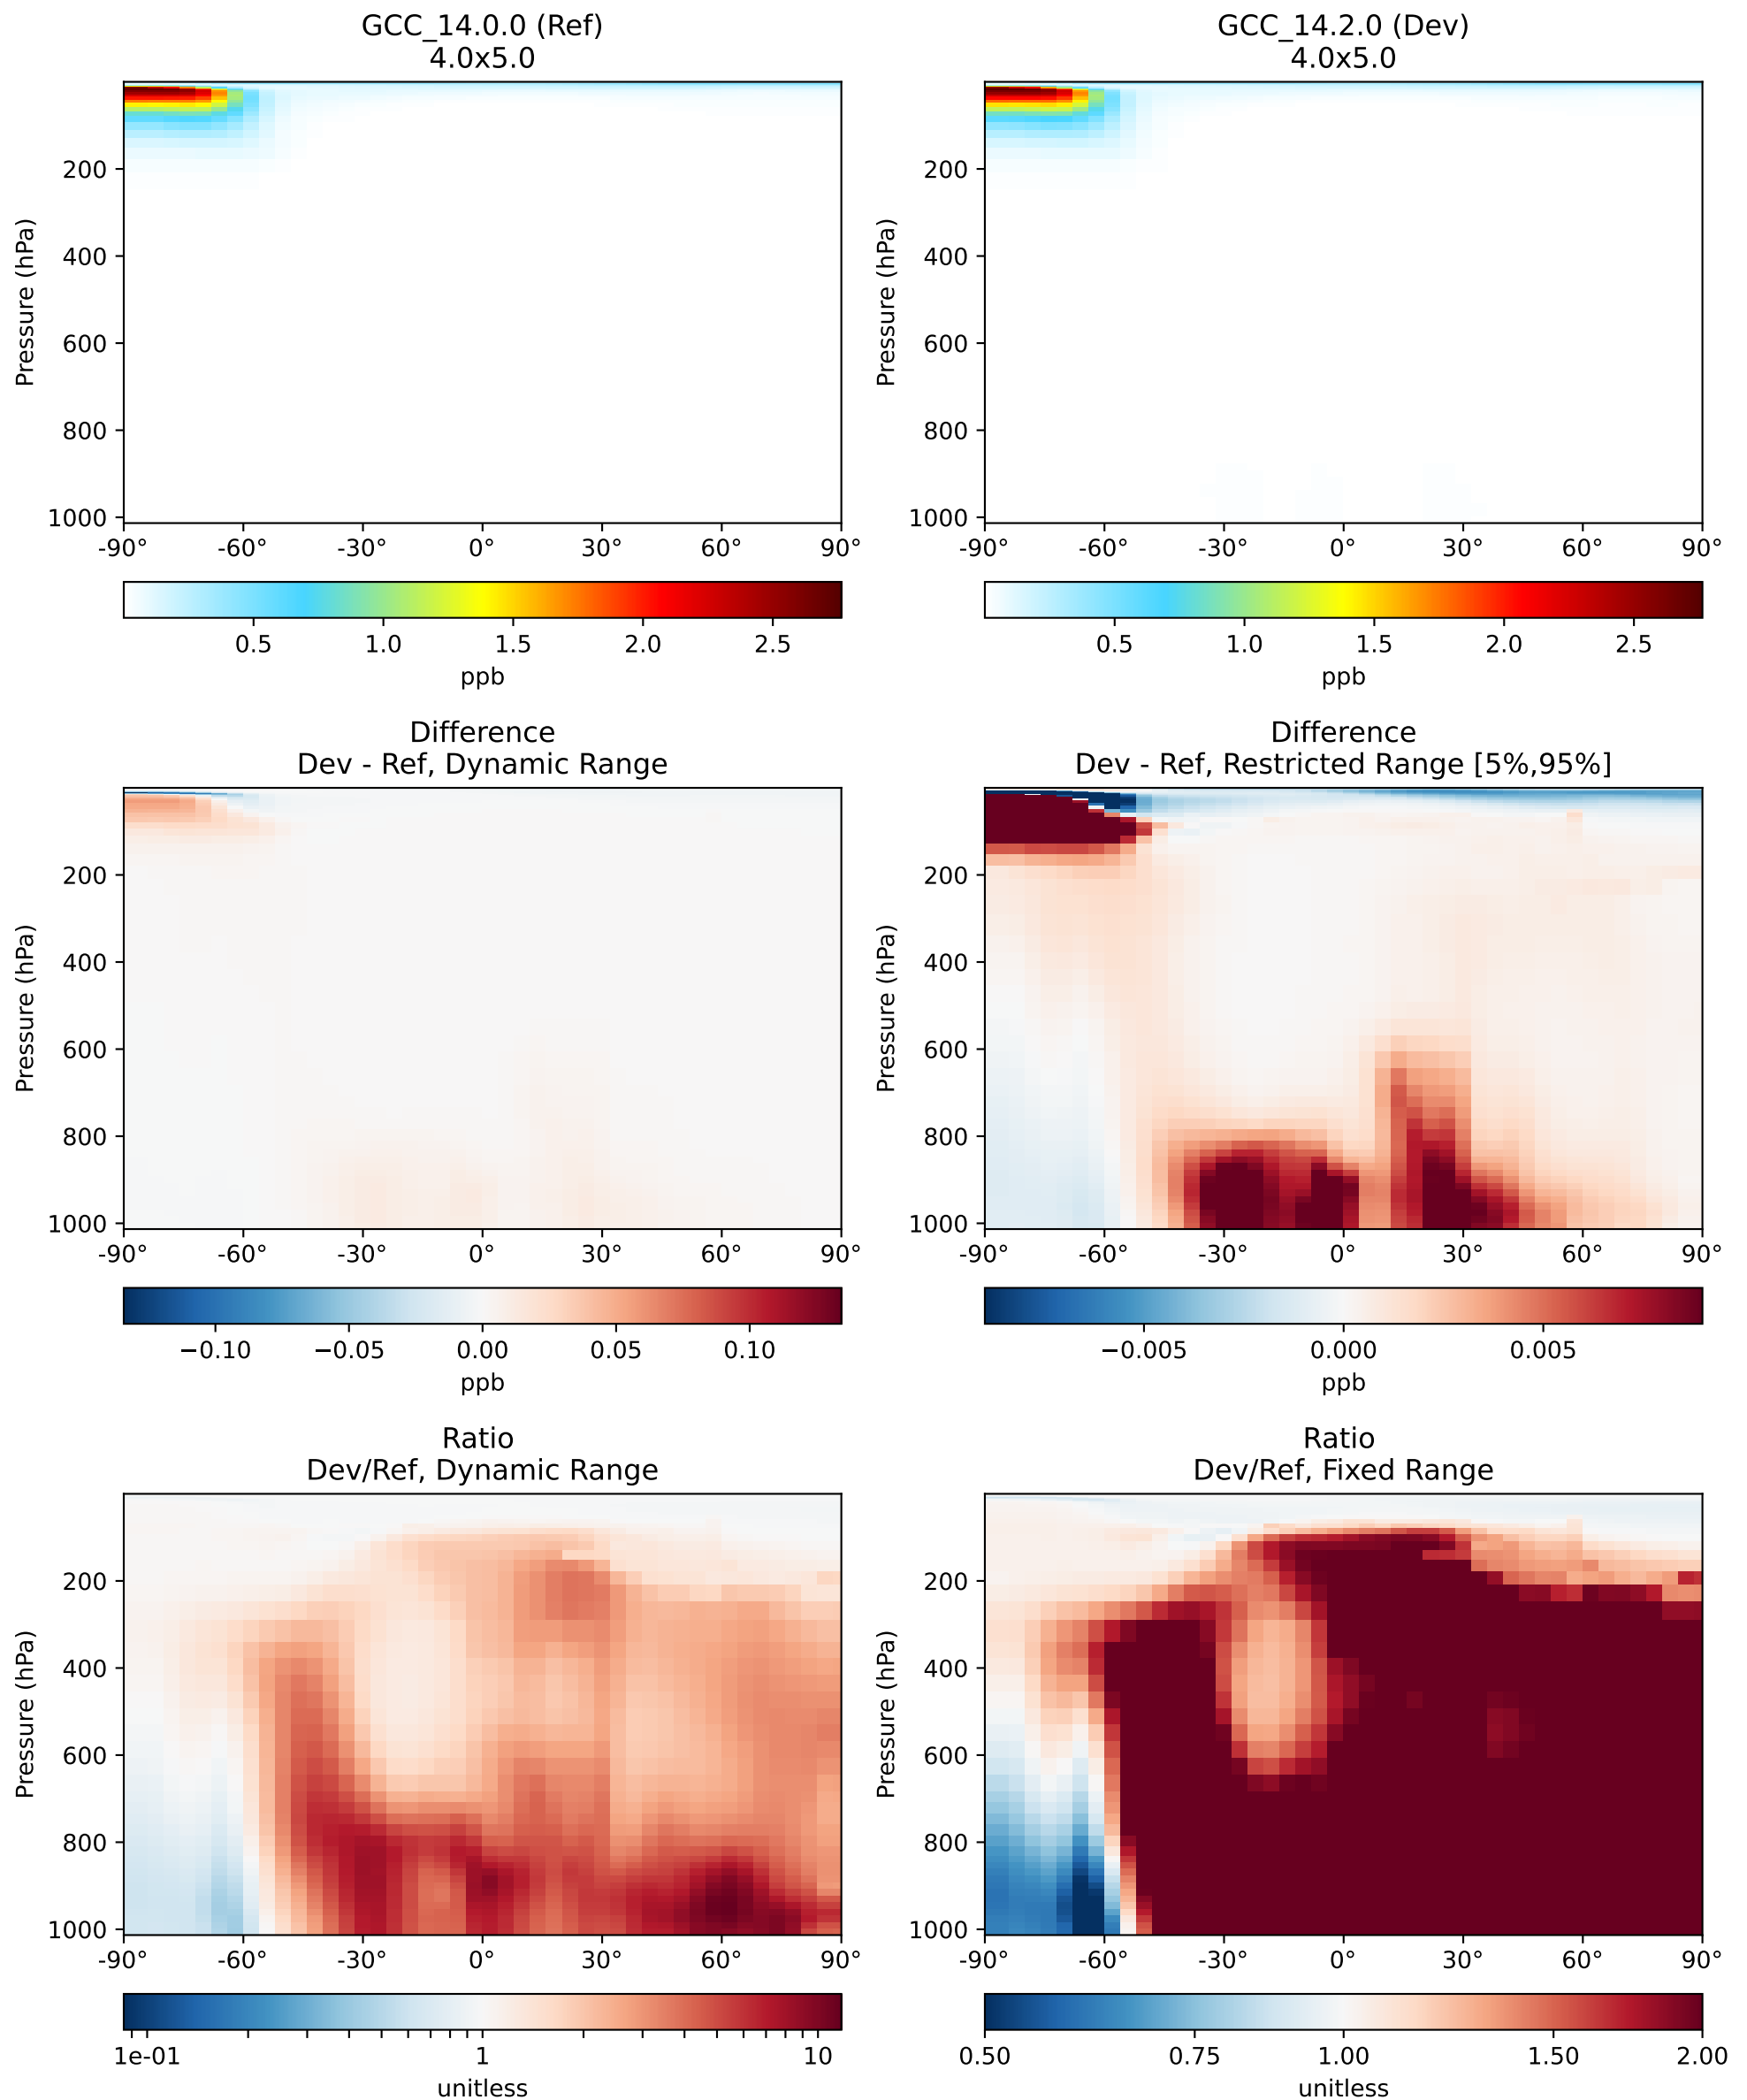 GCC_14.0.0 (Ref)
4.0x5.0
GCC_14.2.0 (Dev)
4.0x5.0
Pressure (hPa)
200
400
600
800
1000
-90° -60° -30° 0° 30° 60° 90°
0.5 1.0 1.5 2.0 2.5
ppb
Pressure (hPa)
200
400
600
800
1000
-90° -60° -30° 0° 30° 60° 90°
0.5 1.0 1.5 2.0 2.5
ppb
Difference
Dev - Ref, Dynamic Range
Difference
Dev - Ref, Restricted Range [5%,95%]
Pressure (hPa)
200
400
600
800
1000
-90° -60° -30° 0° 30° 60° 90°
−0.10 −0.05 0.00 0.05 0.10
ppb
Pressure (hPa)
200
400
600
800
1000
-90° -60° -30° 0° 30° 60° 90°
−0.005 0.000 0.005
ppb
Ratio
Dev/Ref, Dynamic Range
Ratio
Dev/Ref, Fixed Range
Pressure (hPa)
200
400
600
800
1000
-90° -60° -30° 0° 30° 60° 90°
1e-01 1 10
unitless
Pressure (hPa)
200
400
600
800
1000
-90° -60° -30° 0° 30° 60° 90°
0.50 0.75 1.00 1.50 2.00
unitless